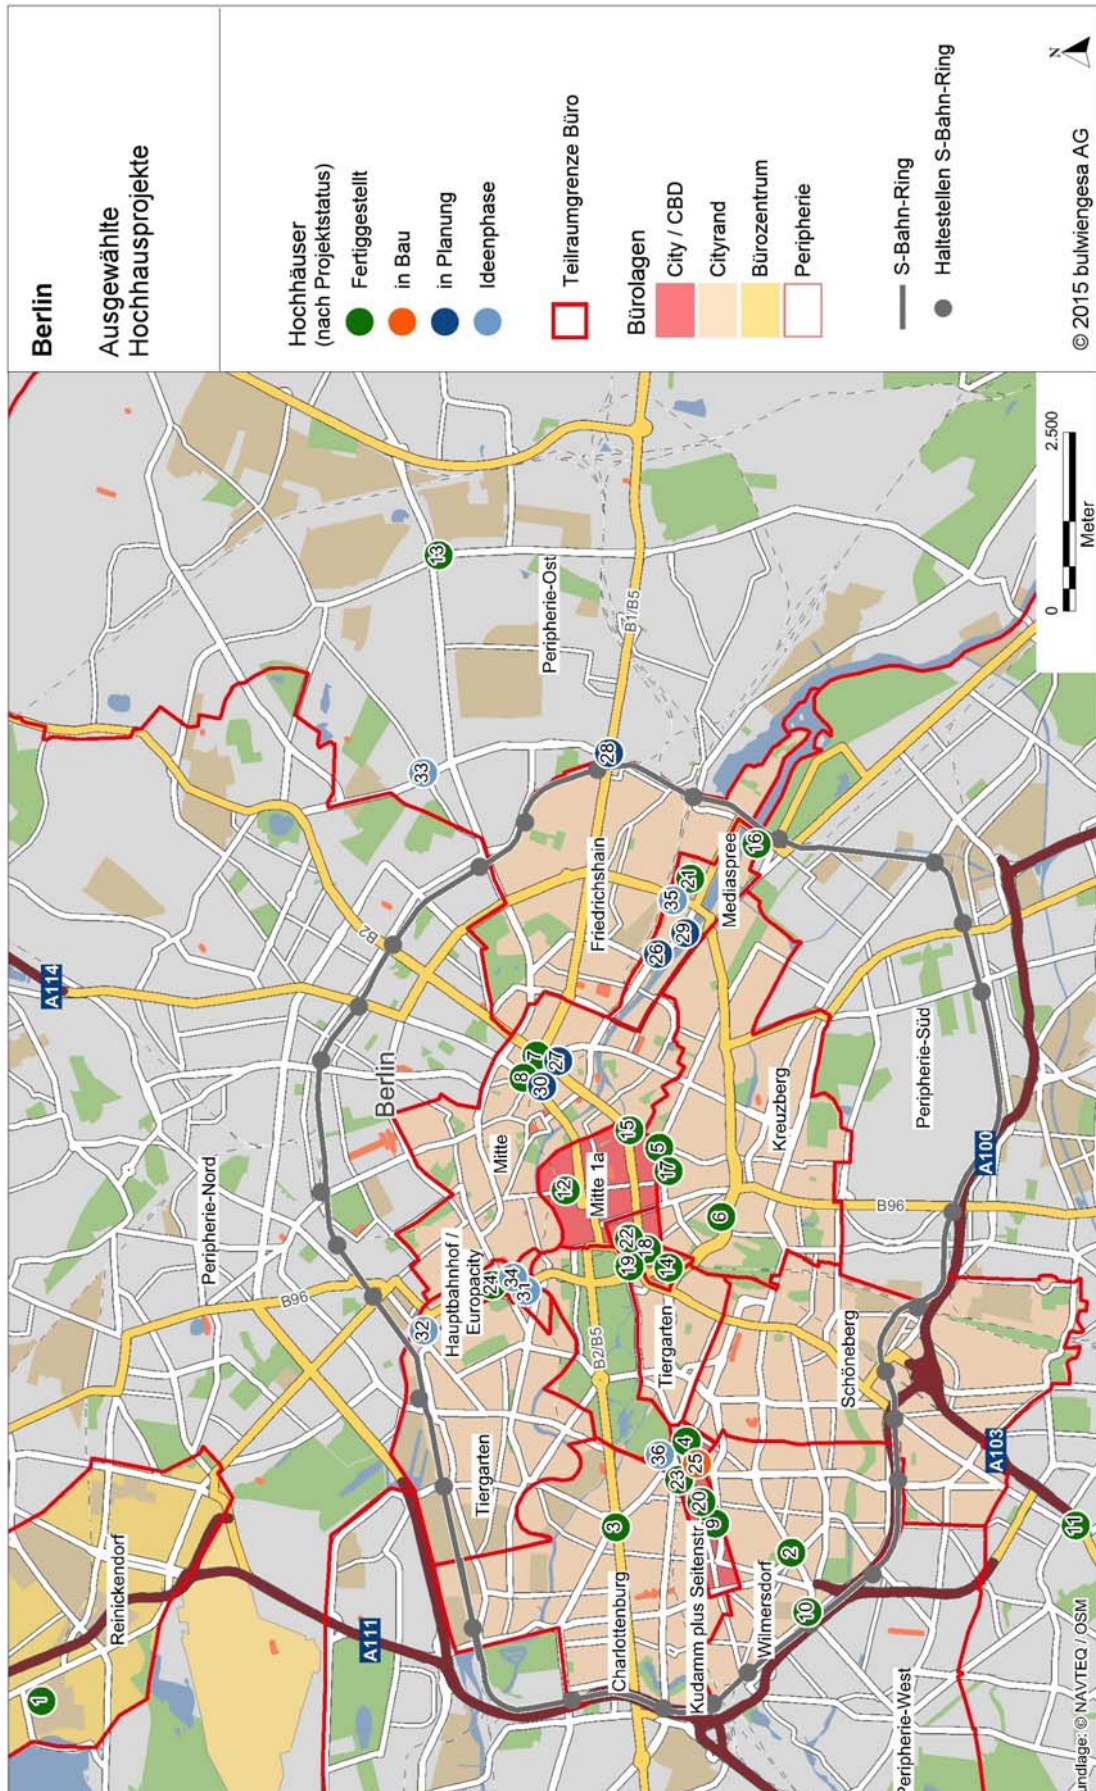 Berlin
Ausgewählte
Hochhausprojekte
Hochhäuser
(nach Projektstatus)
Fertiggestellt
in Bau
in Planung
Ideenphase
Teilraumgrenze Büro
Bürolagen
City / CBD
Cityrand
Bürozentrum
Peripherie
S-Bahn-Ring
Haltestellen S-Bahn-Ring
N
© 2015 bulwiengesa AG
1
Reinickendorf
A111
Peripherie-Nord
B96
A114
B2
Berlin
32
Hauptbahnhof /
Europacity
24
34
31
Tiergarten
Mitte
8
7
30
27
33
13
Peripherie-Ost
B1/B5
28
Friedrichshain
12
Mitte 1a
15
B2/B5
3
Charlottenburg
19
22
18
14
5
17
6
Tiergarten
26
29
35
21
Mediaspree
16
36
4
23
25
20
9
Kudamm plus Seitenstr.
2
10
Wilmersdorf
Schöneberg
Kreuzberg
B96
Peripherie-Süd
A100
A103
11
Peripherie-West
undlage: © NAVTEQ / OSM
0
2.500
Meter